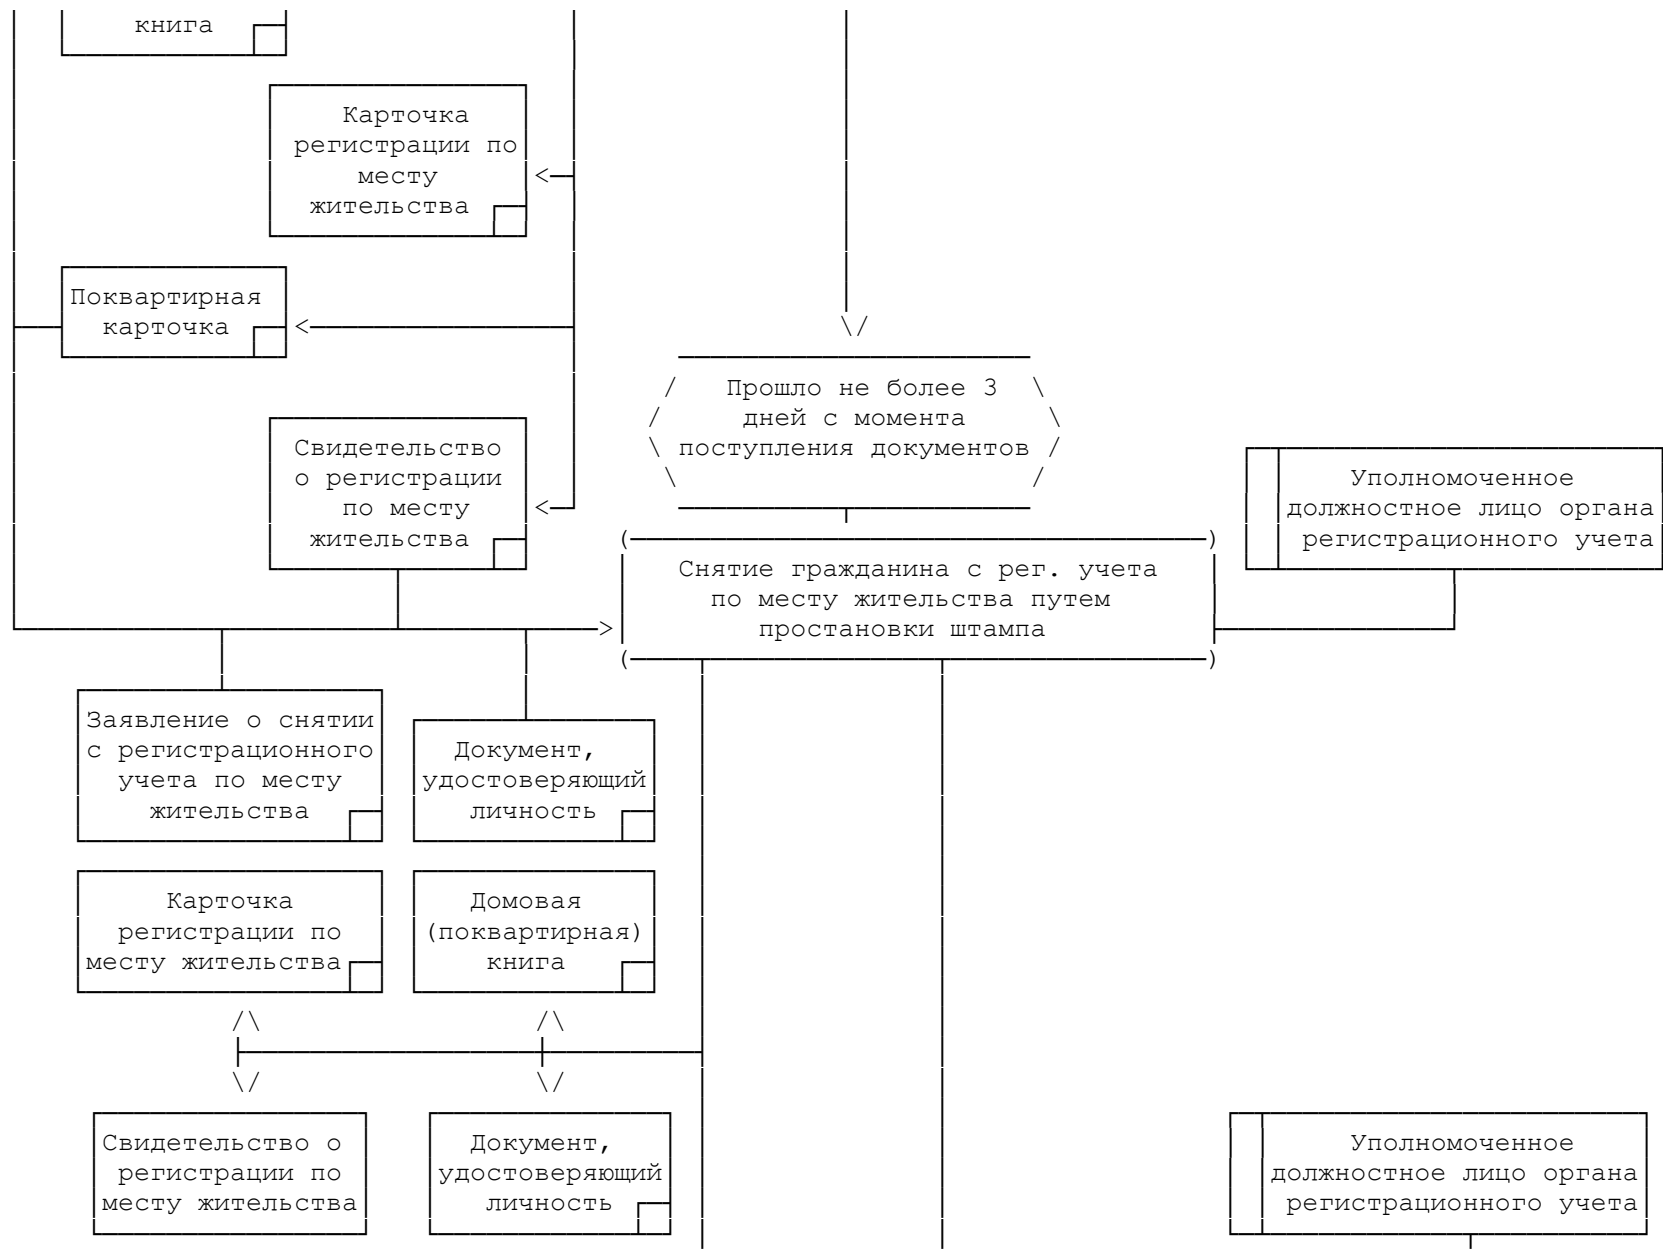 книга
Карточка
регистрации по
месту
жительства
Поквартирная
карточка
Прошло не более 3
дней с момента
поступления документов
Свидетельство
о регистрации
по месту
жительства
Уполномоченное
должностное лицо органа
регистрационного учета
Снятие гражданина с рег. учета
по месту жительства путем
простановки штампа
Заявление о снятии
с регистрационного
учета по месту
жительства
Документ,
удостоверяющий
личность
Карточка
регистрации по
месту жительства
Домовая
(поквартирная)
книга
Свидетельство о
регистрации по
месту жительства
Документ,
удостоверяющий
личность
Уполномоченное
должностное лицо органа
регистрационного учета